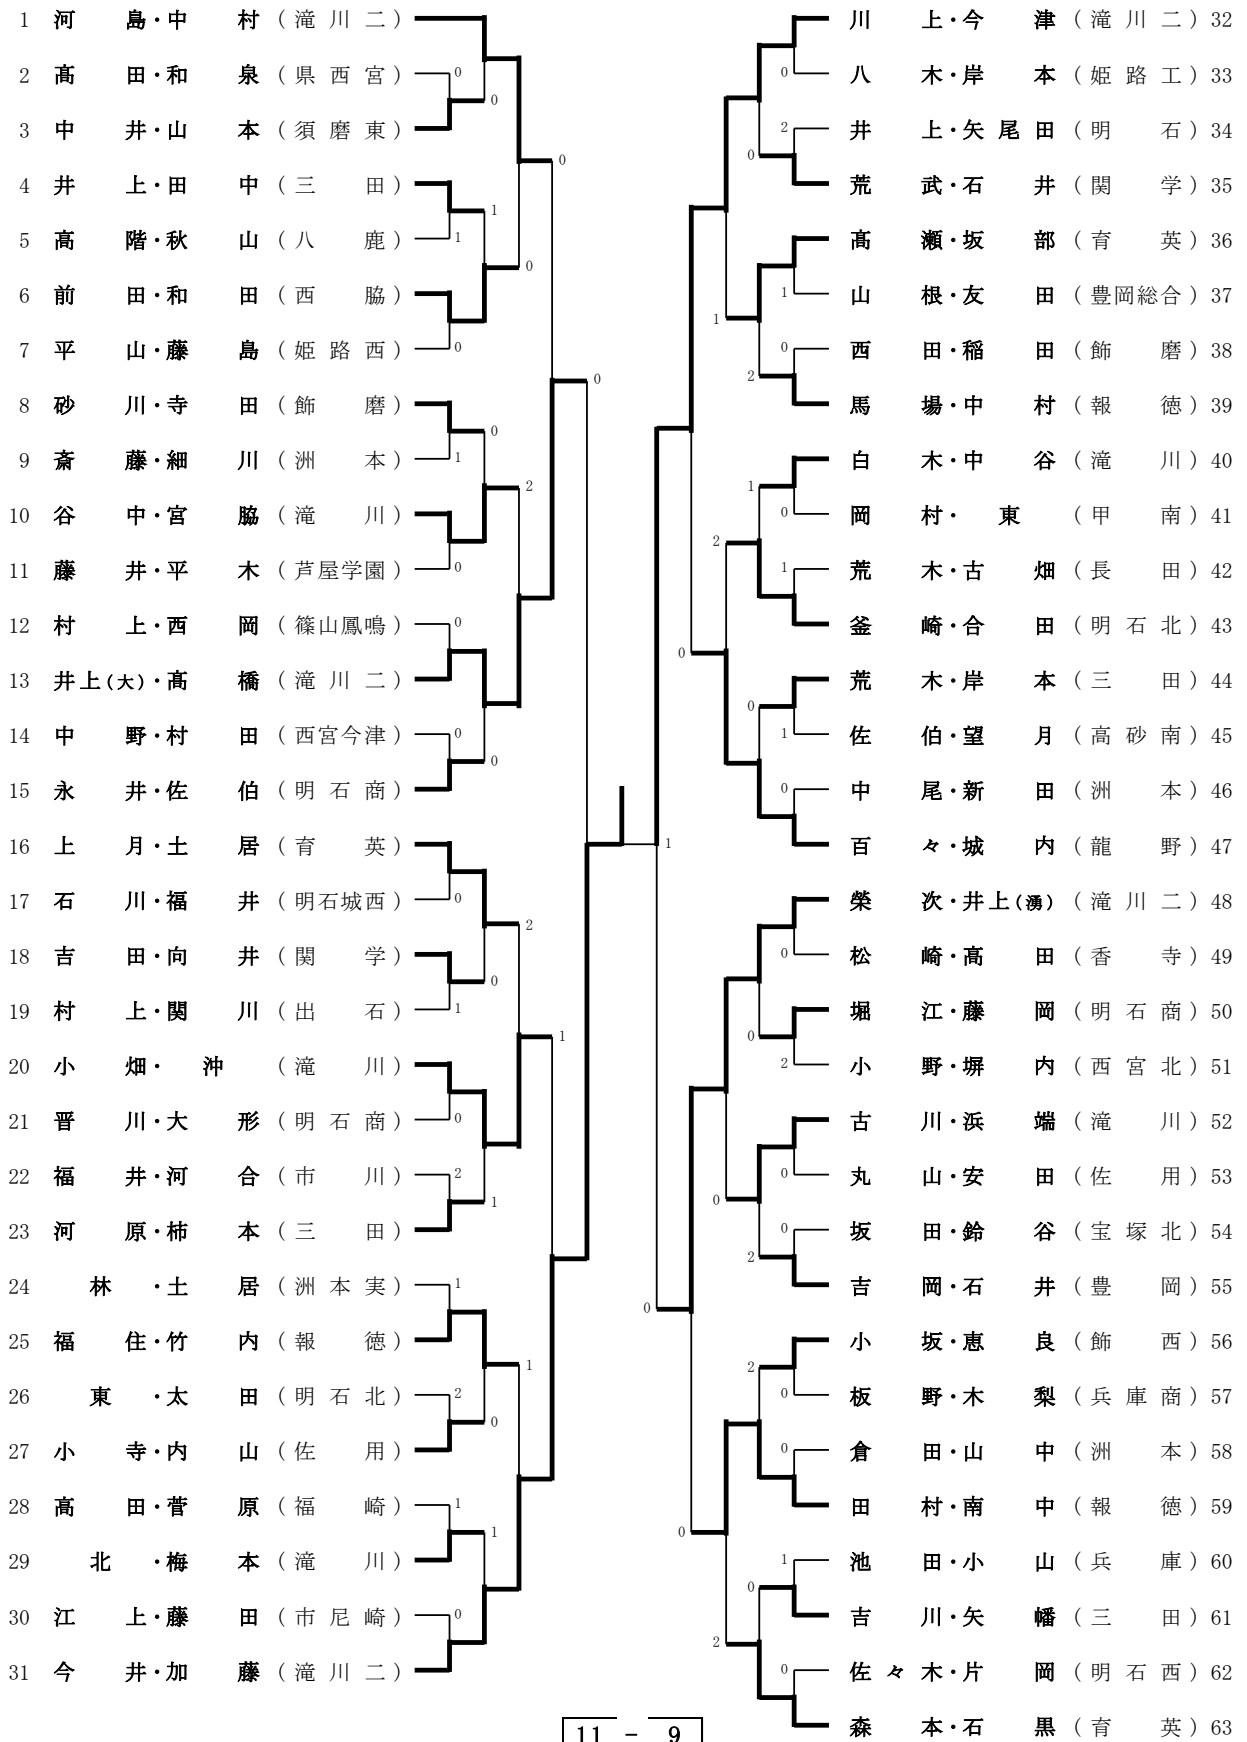 1 河島・中村（滝川二）
2 髙田・和泉（県西宮）
3 中井・山本（須磨東）
4 井上・田中（三田）
5 高階・秋山（八鹿）
6 前田・和田（西脇）
7 平山・藤島（姫路西）
8 砂川・寺田（飾磨）
9 斎藤・細川（洲本）
10 谷中・宮脇（滝川）
11 藤井・平木（芦屋学園）
12 村上・西岡（篠山鳳鳴）
13 井上(大)・髙橋（滝川二）
14 中野・村田（西宮今津）
15 永井・佐伯（明石商）
16 上月・土居（育英）
17 石川・福井（明石城西）
18 吉田・向井（関学）
19 村上・関川（出石）
20 小畑・沖（滝川）
21 晋川・大形（明石商）
22 福井・河合（市川）
23 河原・柿本（三田）
24 林・土居（洲本実）
25 福住・竹内（報徳）
26 東・太田（明石北）
27 小寺・内山（佐用）
28 高田・菅原（福崎）
29 北・梅本（滝川）
30 江上・藤田（市尼崎）
31 今井・加藤（滝川二）
川上・今津（滝川二）32
八木・岸本（姫路工）33
井上・矢尾田（明石）34
荒武・石井（関学）35
髙瀬・坂部（育英）36
山根・友田（豊岡総合）37
西田・稲田（飾磨）38
馬場・中村（報徳）39
白木・中谷（滝川）40
岡村・東（甲南）41
荒木・古畑（長田）42
釜崎・合田（明石北）43
荒木・岸本（三田）44
佐伯・望月（高砂南）45
中尾・新田（洲本）46
百々・城内（龍野）47
榮次・井上(湧)（滝川二）48
松崎・高田（香寺）49
堀江・藤岡（明石商）50
小野・塀内（西宮北）51
古川・浜端（滝川）52
丸山・安田（佐用）53
坂田・鈴谷（宝塚北）54
吉岡・石井（豊岡）55
小坂・恵良（飾西）56
板野・木梨（兵庫商）57
倉田・山中（洲本）58
田村・南中（報徳）59
池田・小山（兵庫）60
吉川・矢幡（三田）61
佐々木・片岡（明石西）62
森本・石黒（育英）63
11 - 9